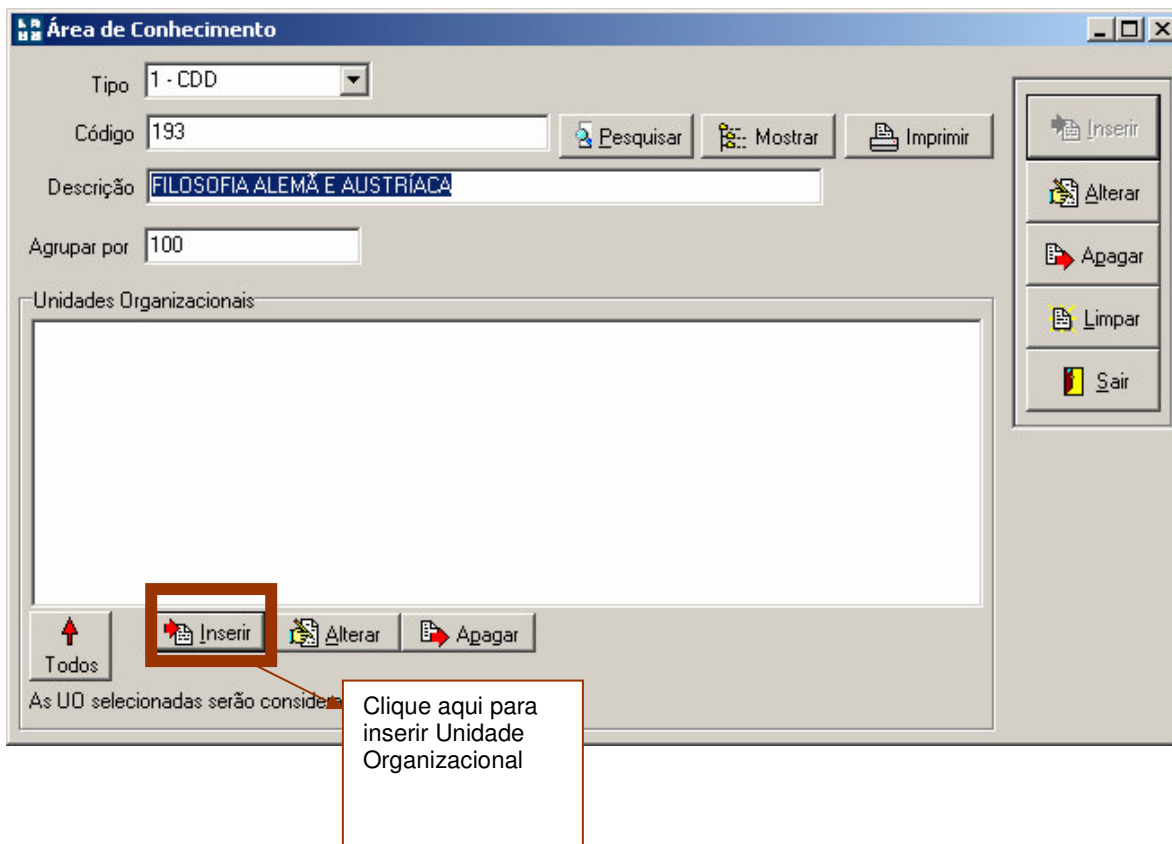 Área de Conhecimento
Tipo 1 - CDD
Código 193 Pesquisar Mostrar Imprimir
Descrição FILOSOFIA ALEMÃ E AUSTRÍACA
Agrupar por 100
Inserir
Alterar
Apagar
Limpar
Sair
Unidades Organizacionais
Todos Inserir Alterar Apagar
As UO selecionadas serão
Clique aqui para
inserir Unidade
Organizacional